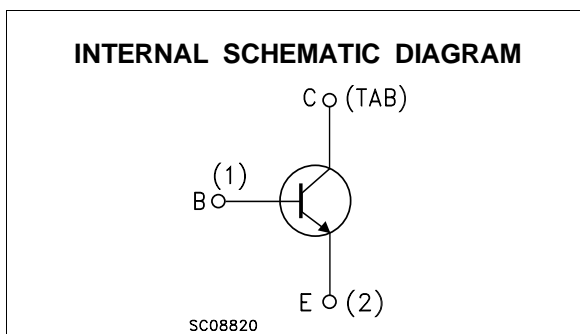 INTERNAL SCHEMATIC DIAGRAM
C (TAB)
(1)
B
E (2)
SC08820